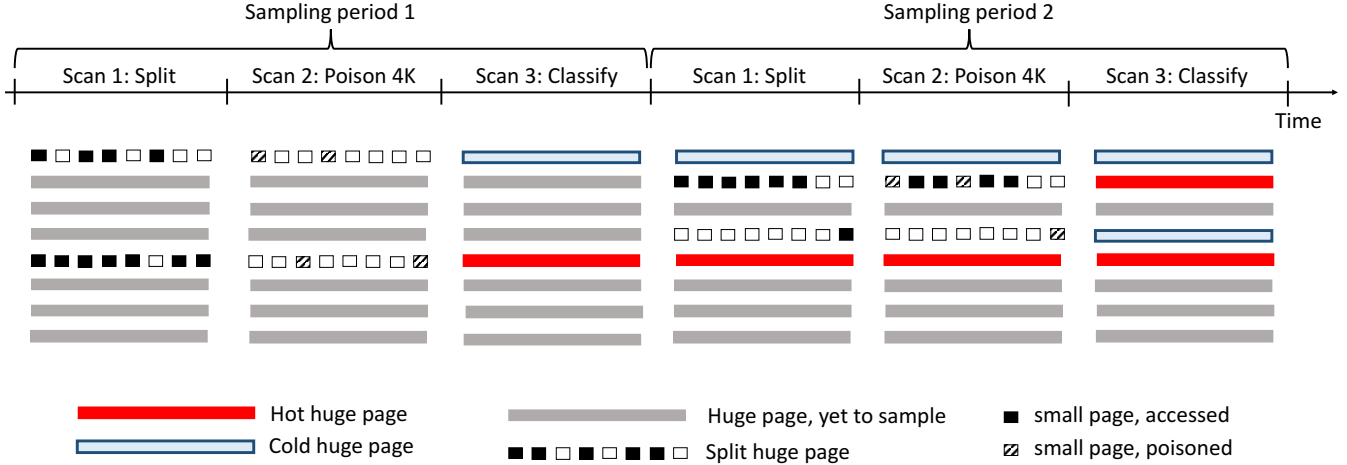 Sampling period 1
Sampling period 2
Scan 1: Split
Scan 2: Poison 4K
Scan 3: Classify
Scan 1: Split
Scan 2: Poison 4K
Scan 3: Classify
Time
Hot huge page
Huge page, yet to sample
small page, accessed
Cold huge page
Split huge page
small page, poisoned